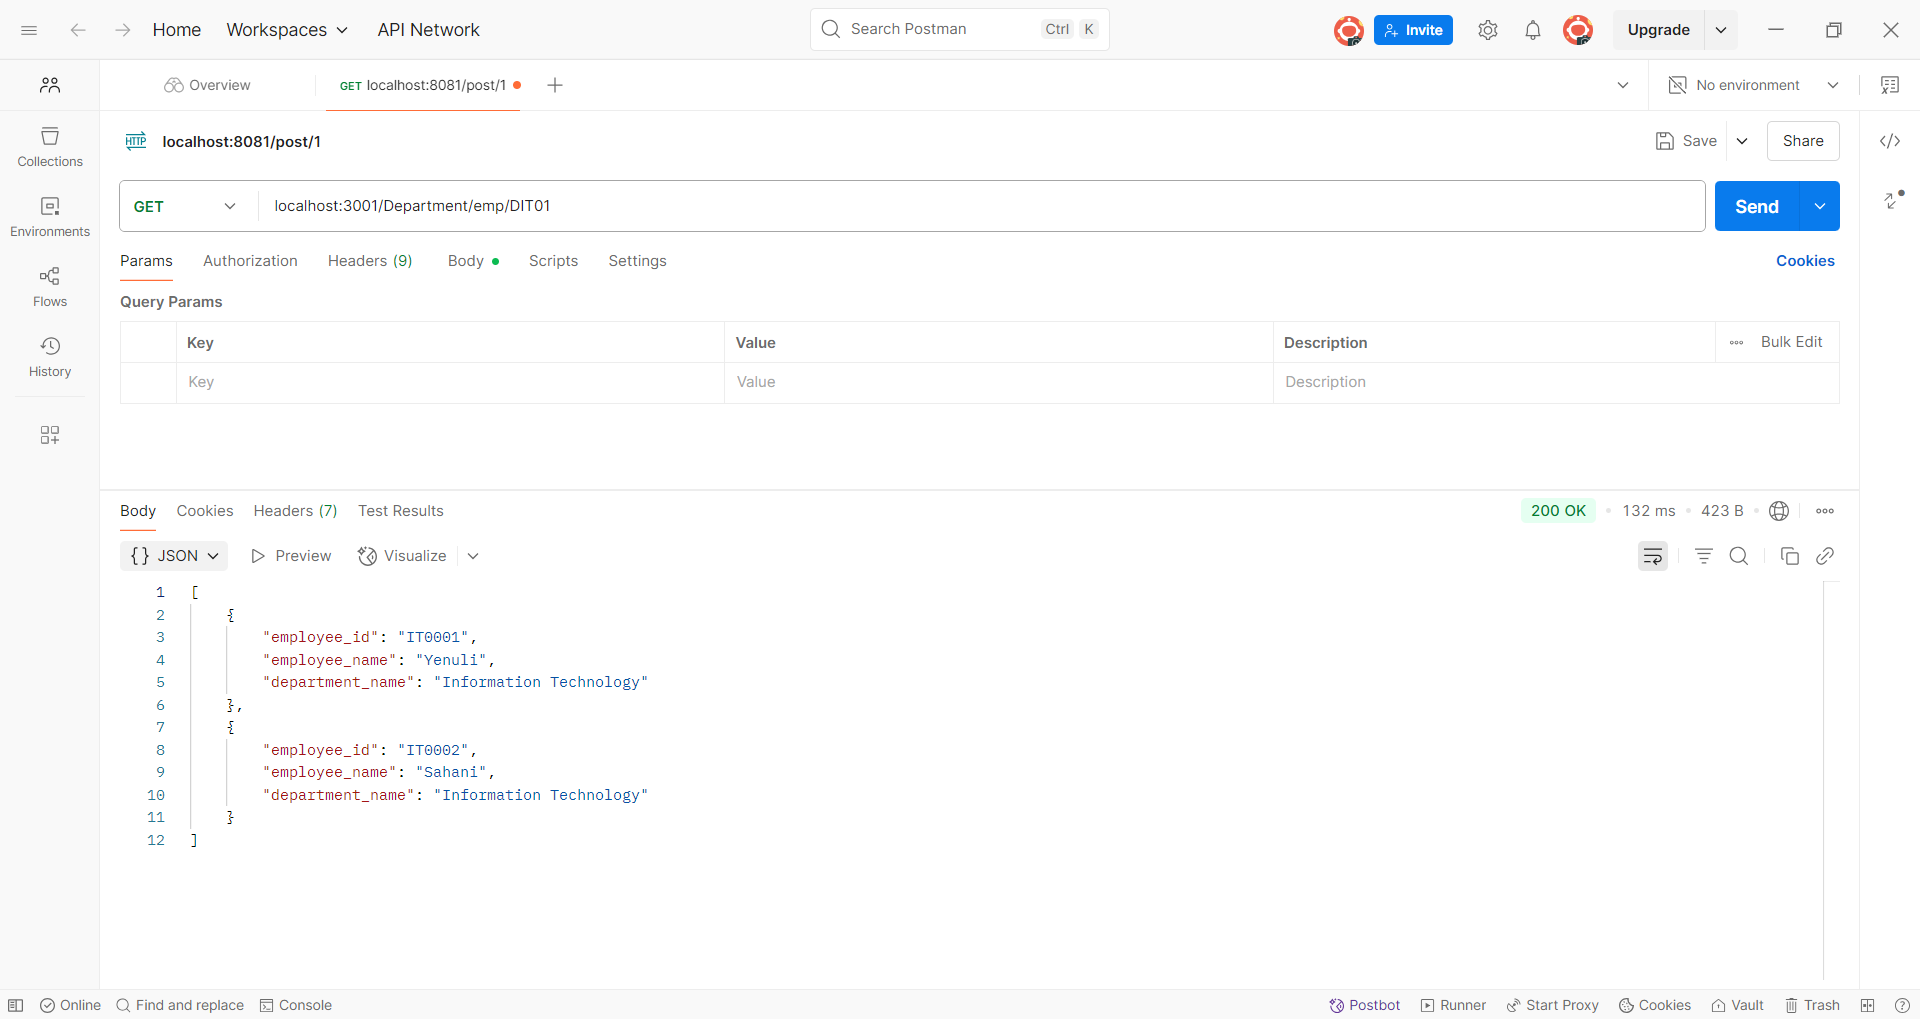 Home Workspaces API Network Search Postman Ctrl K Invite Upgrade
Overview GET localhost:8081/post/1 No environment
HTTP localhost:8081/post/1 Save Share
Collections
GET localhost:3001/Department/emp/DIT01 Send
Environments
Params Authorization Headers (9) Body Scripts Settings Cookies
Flows
Query Params
Key Value Description Bulk Edit
History
Key Value Description
Body Cookies Headers (7) Test Results 200 OK 132 ms 423 B
{} JSON Preview Visualize
1 [
2 {
3 "employee_id": "IT0001",
4 "employee_name": "Yenuli",
5 "department_name": "Information Technology"
6 },
7 {
8 "employee_id": "IT0002",
9 "employee_name": "Sahani",
10 "department_name": "Information Technology"
11 }
12 ]
Online Find and replace Console Postbot Runner Start Proxy Cookies Vault Trash